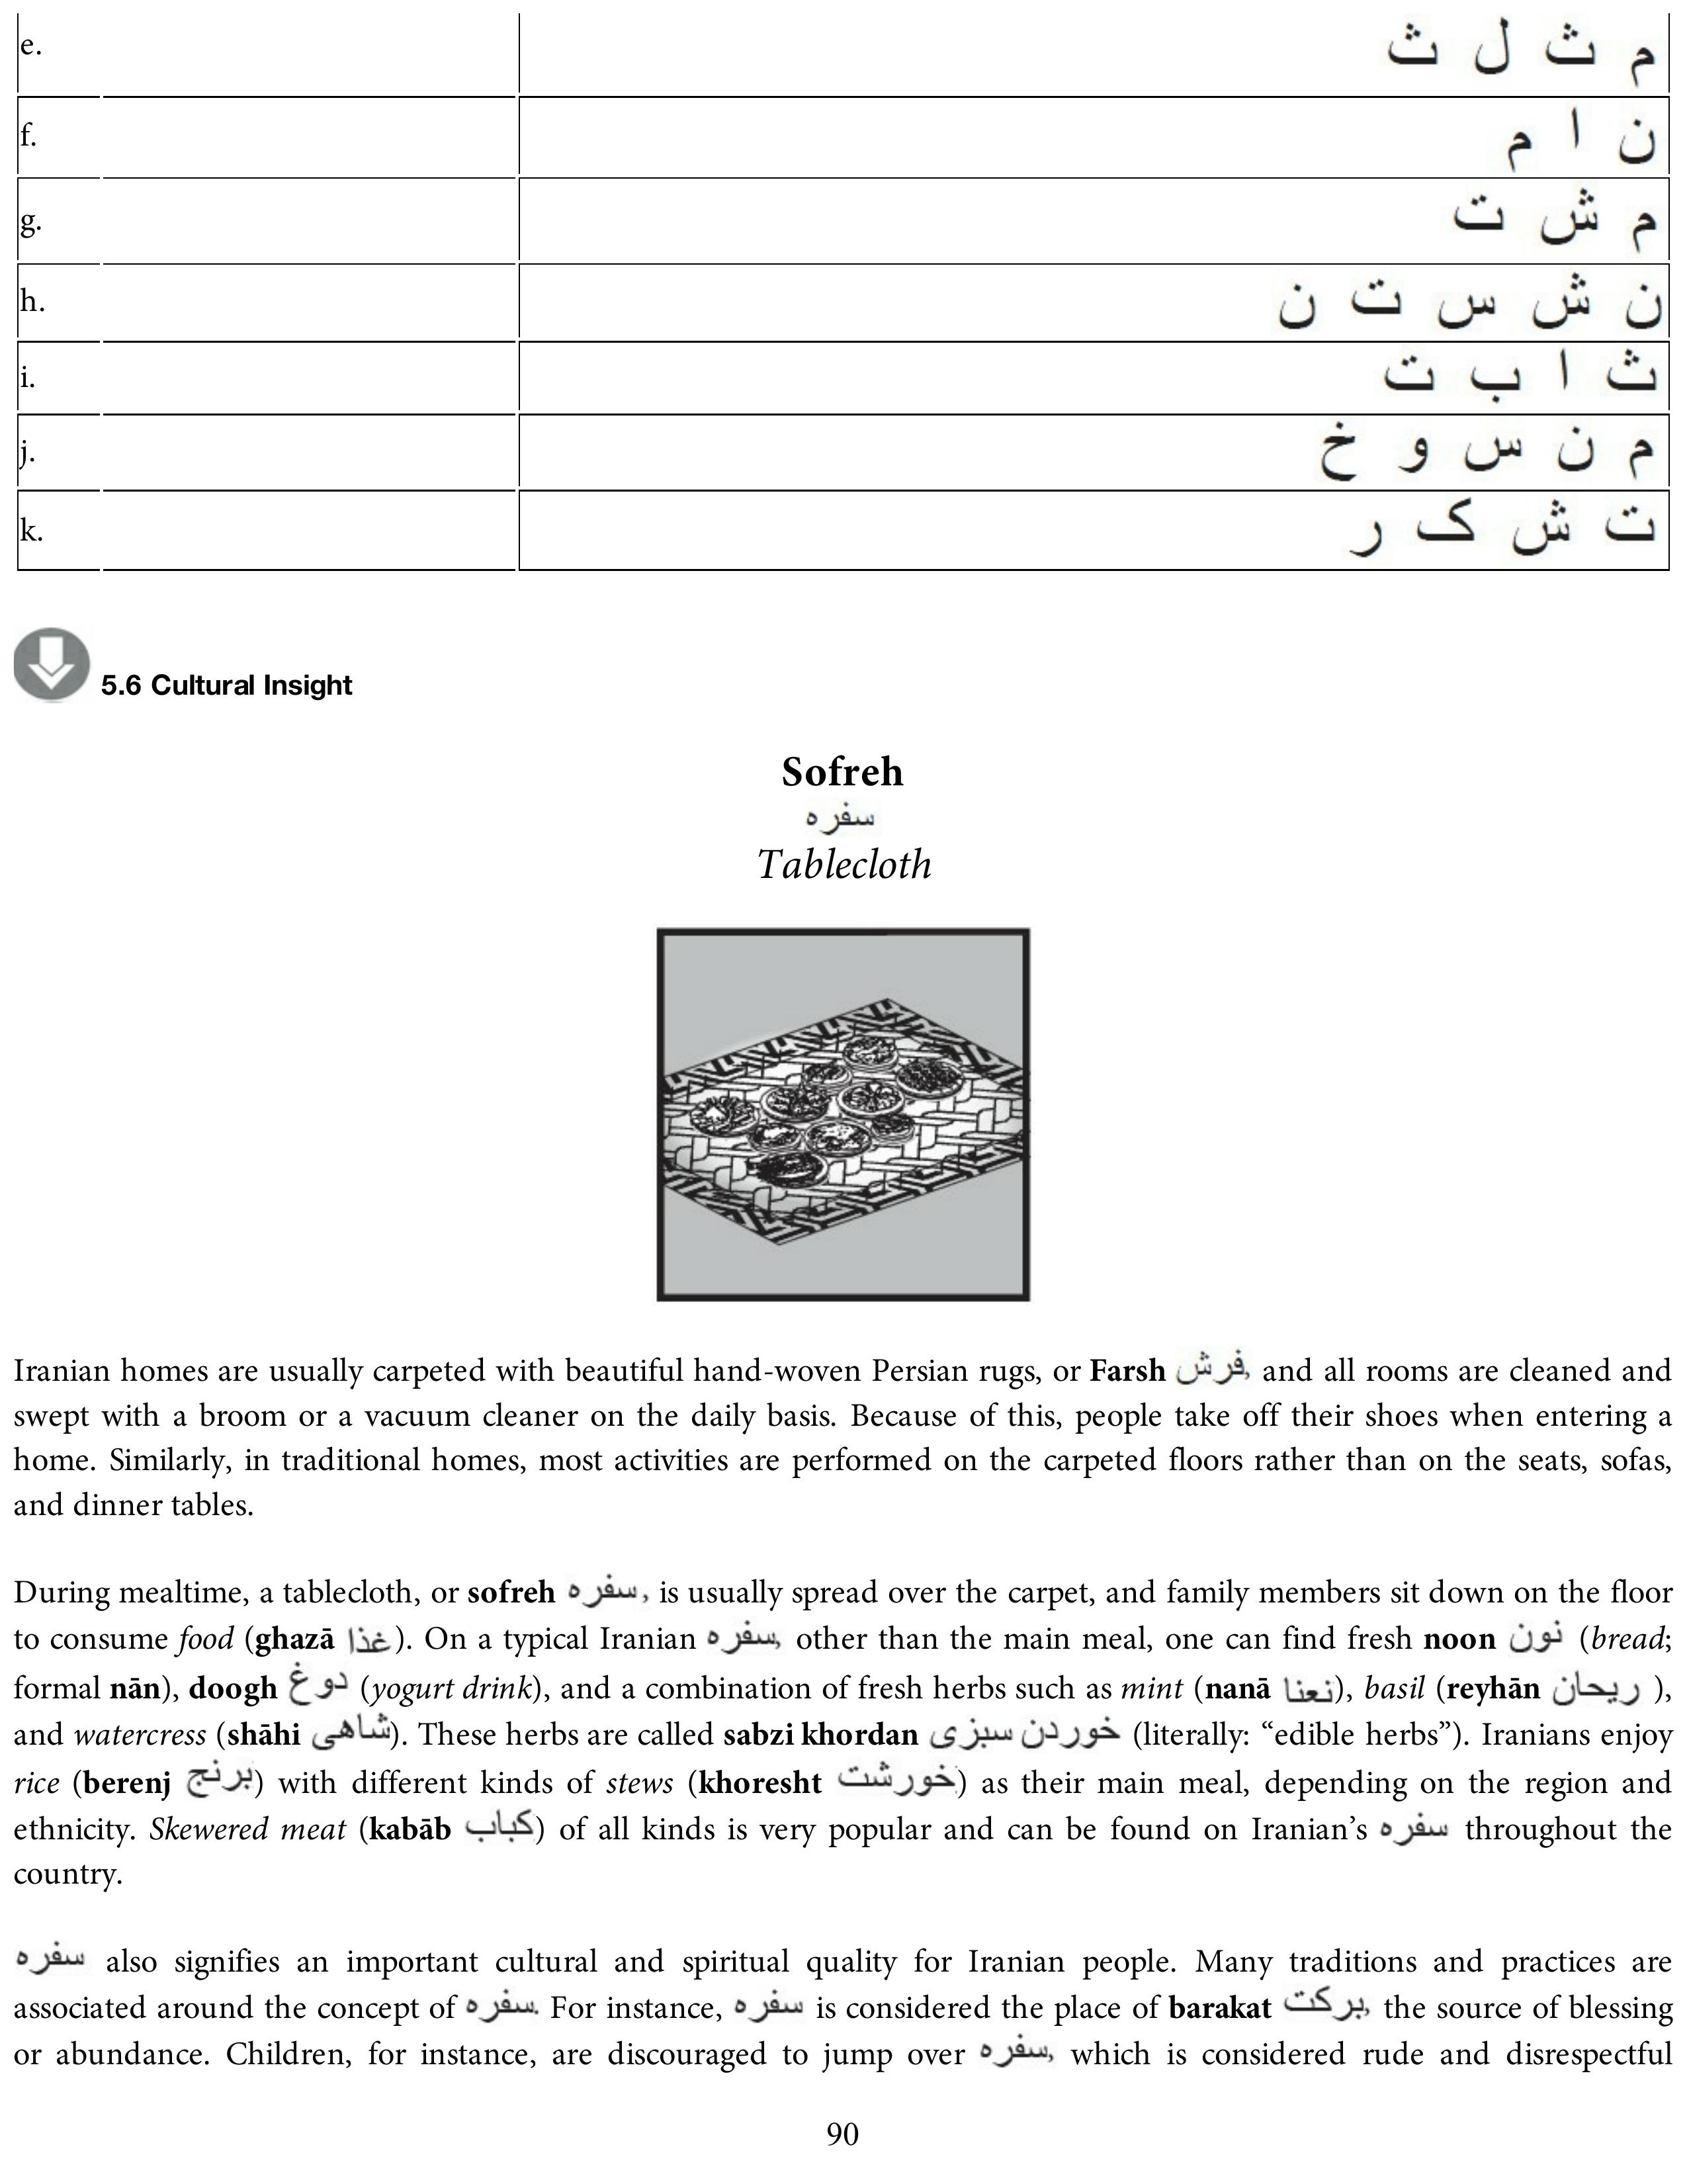 e. م ث ل ث
f. ن ا م
g. م ش ت
h. ن ش س ت ن
i. ث ا ب ت
j. م ن س و خ
k. ت ش ک ر
5.6 Cultural Insight
Sofreh
سفره
Tablecloth
Iranian homes are usually carpeted with beautiful hand-woven Persian rugs, or Farsh فرش, and all rooms are cleaned and
swept with a broom or a vacuum cleaner on the daily basis. Because of this, people take off their shoes when entering a
home. Similarly, in traditional homes, most activities are performed on the carpeted floors rather than on the seats, sofas,
and dinner tables.
During mealtime, a tablecloth, or sofreh سفره, is usually spread over the carpet, and family members sit down on the floor
to consume food (ghazā غذا). On a typical Iranian سفره, other than the main meal, one can find fresh noon نون (bread;
formal nān), doogh دوغ (yogurt drink), and a combination of fresh herbs such as mint (nanā نعنا), basil (reyhān ریحان ),
and watercress (shāhi شاهی). These herbs are called sabzi khordan خوردن سبزی (literally: “edible herbs”). Iranians enjoy
rice (berenj برنج) with different kinds of stews (khoresht خورشت) as their main meal, depending on the region and
ethnicity. Skewered meat (kabāb کباب) of all kinds is very popular and can be found on Iranian’s سفره throughout the
country.
سفره also signifies an important cultural and spiritual quality for Iranian people. Many traditions and practices are
associated around the concept of سفره. For instance, سفره is considered the place of barakat برکت, the source of blessing
or abundance. Children, for instance, are discouraged to jump over سفره, which is considered rude and disrespectful
90